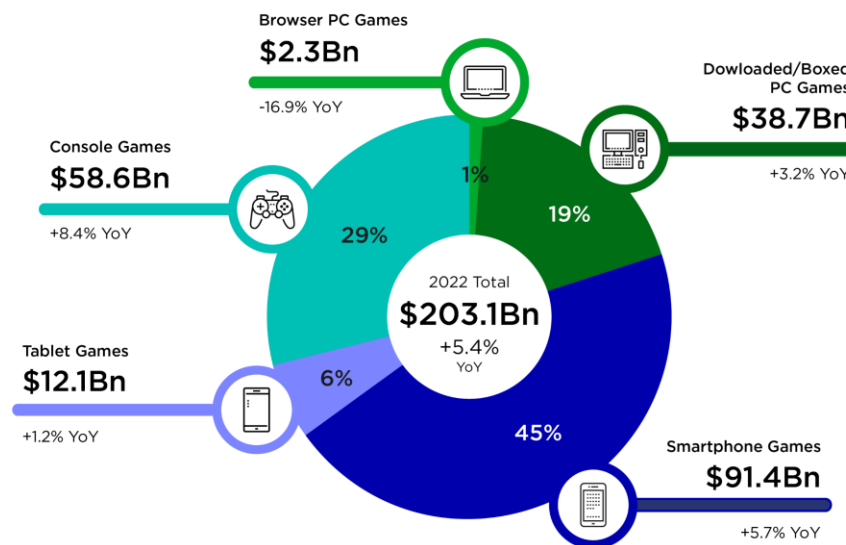 Browser PC Games
$2.3Bn
-16.9% YoY
Dowloaded/Boxed
PC Games
$38.7Bn
+3.2% YoY
Console Games
$58.6Bn
+8.4% YoY
1%
19%
29%
2022 Total
$203.1Bn
+5.4%
YoY
Tablet Games
$12.1Bn
+1.2% YoY
6%
45%
Smartphone Games
$91.4Bn
+5.7% YoY